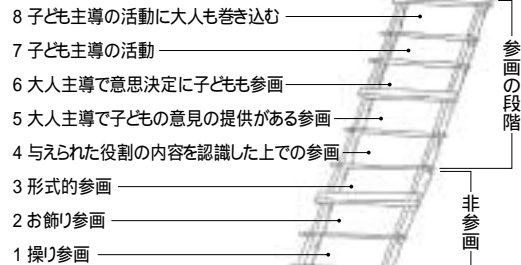 8 子ども主導の活動に大人も巻き込む
7 子ども主導の活動
6 大人主導で意思決定に子どもも参画
5 大人主導で子どもの意見の提供がある参画
4 与えられた役割の内容を認識した上での参画
3 形式的参画
2 お飾り参画
1 操り参画
参画の段階
非参画